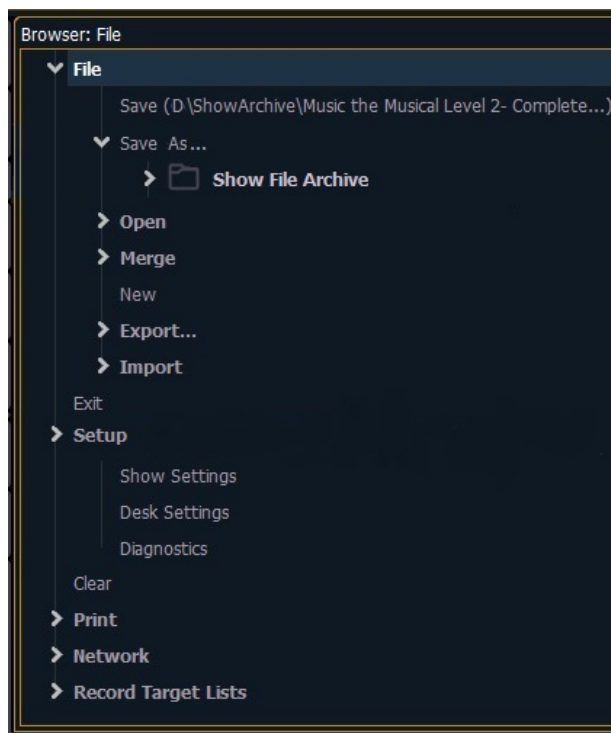 Browser: File
File
Save (D\ShowArchive\Music the Musical Level 2- Complete...)
Save As...
Show File Archive
Open
Merge
New
Export...
Import
Exit
Setup
Show Settings
Desk Settings
Diagnostics
Clear
Print
Network
Record Target Lists